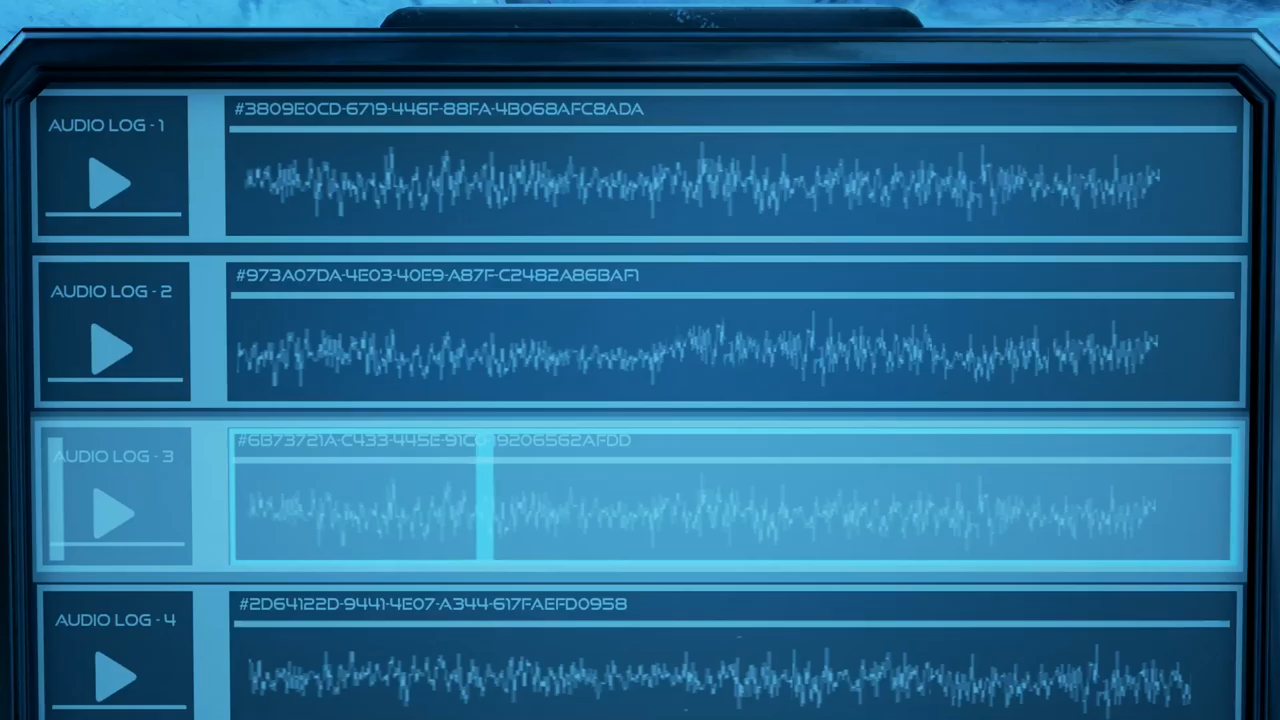 #3809E0CD-6719-446F-88FA-4B068AFC8ADA
AUDIO LOG - 1
#973A07DA-4E03-40E9-A87F-C2482A86BAF1
AUDIO LOG - 2
AUDIO LOG - 3
#2D64122D-9441-4E07-A344-617FAEFD0958
AUDIO LOG - 4